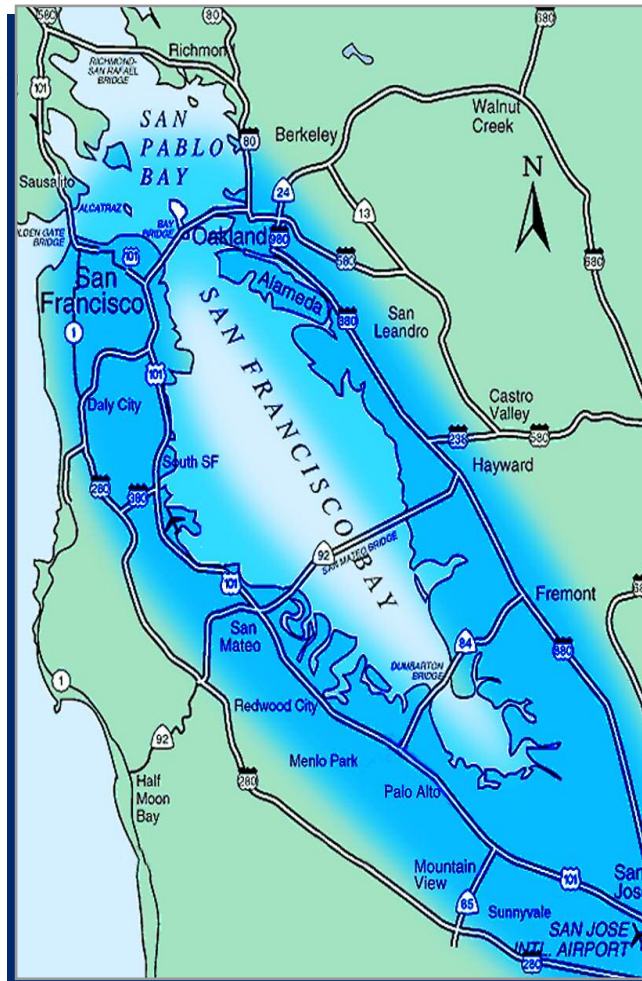 580
80
680
101
Richmond
RICHMOND-
SAN RAFAEL
BRIDGE
SAN
PABLO
BAY
80
Berkeley
Walnut
Creek
N
Sausalito
24
13
ALCATRAZ
BAY
BRIDGE
LDEN GATE
BRIDGE
Oakland
980
580
680
101
San
Francisco
Alameda
880
San
Leandro
1
SAN FRANCISCO BAY
101
Castro
Valley
Daly City
238
580
South SF
Hayward
280
380
92
SAN MATEO BRIDGE
101
Fremont
68
San
Mateo
84
880
DUMBARTON
BRIDGE
1
Redwood City
92
Menlo Park
280
Half
Moon
Bay
Palo Alto
Mountain
View
101
San
Jos
85
Sunnyvale
SAN JOSE
INTL. AIRPORT
280